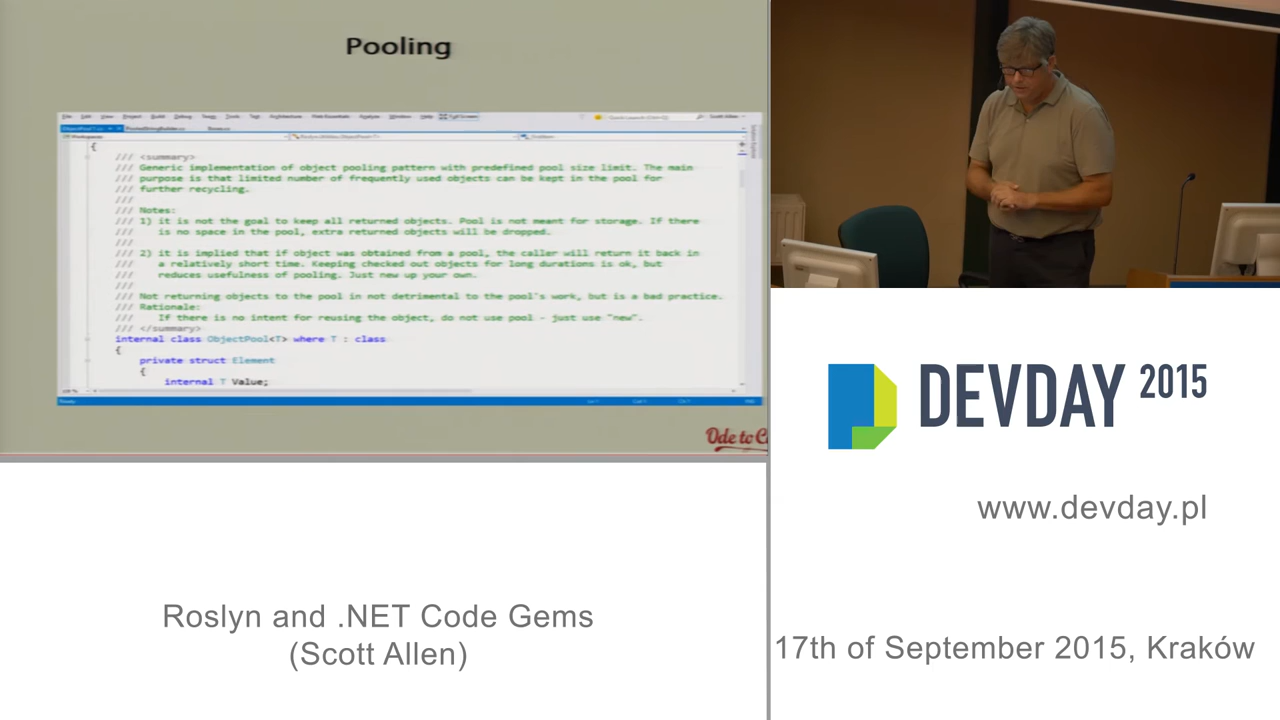 Pooling
/// <summary>
/// Generic implementation of object pooling pattern with predefined pool size limit. The main
/// purpose is that limited number of frequently used objects can be kept in the pool for
/// further recycling.
///
/// Notes:
/// 1) it is not the goal to keep all returned objects. Pool is not meant for storage. If there
/// is no space in the pool, extra returned objects will be dropped.
///
/// 2) it is implied that if object was obtained from a pool, the caller will return it back in
/// a relatively short time. Keeping checked out objects for long durations is ok, but
/// reduces usefulness of pooling. Just new up your own.
///
/// Not returning objects to the pool in not detrimental to the pool's work, but is a bad practice.
/// Rationale:
/// If there is no intent for reusing the object, do not use pool - just use "new".
/// </summary>
internal class ObjectPool<T> where T : class
{
private struct Element
{
internal T Value;
Ode to C
DEVDAY 2015
www.devday.pl
Roslyn and .NET Code Gems
(Scott Allen)
17th of September 2015, Kraków